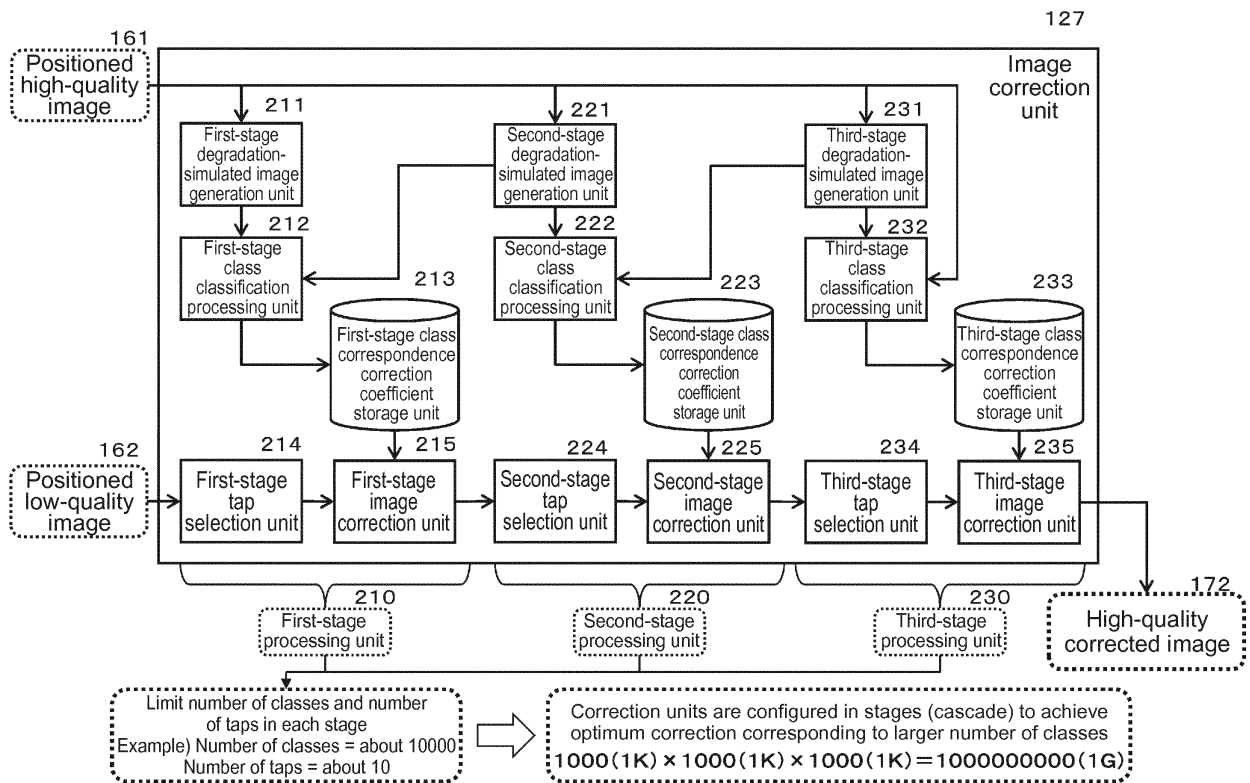 161
127
Positioned
high-quality
image
Image
correction
unit
211
221
231
First-stage
degradation-
simulated image
generation unit
Second-stage
degradation-
simulated image
generation unit
Third-stage
degradation-
simulated image
generation unit
212
222
232
First-stage
class
classification
processing unit
Second-stage
class
classification
processing unit
Third-stage
class
classification
processing unit
213
223
233
First-stage class
correspondence
correction
coefficient
storage unit
Second-stage class
correspondence
correction
coefficient
storage unit
Third-stage class
correspondence
correction
coefficient
storage unit
162
214
215
224
225
234
235
Positioned
low-quality
image
First-stage
tap
selection unit
First-stage
image
correction unit
Second-stage
tap
selection unit
Second-stage
image
correction unit
Third-stage
tap
selection unit
Third-stage
image
correction unit
210
220
230
172
First-stage
processing unit
Second-stage
processing unit
Third-stage
processing unit
High-quality
corrected image
Limit number of classes and number
of taps in each stage
Example) Number of classes = about 10000
Number of taps = about 10
Correction units are configured in stages (cascade) to achieve
optimum correction corresponding to larger number of classes
1000(1K)×1000(1K)×1000(1K)=1000000000(1G)